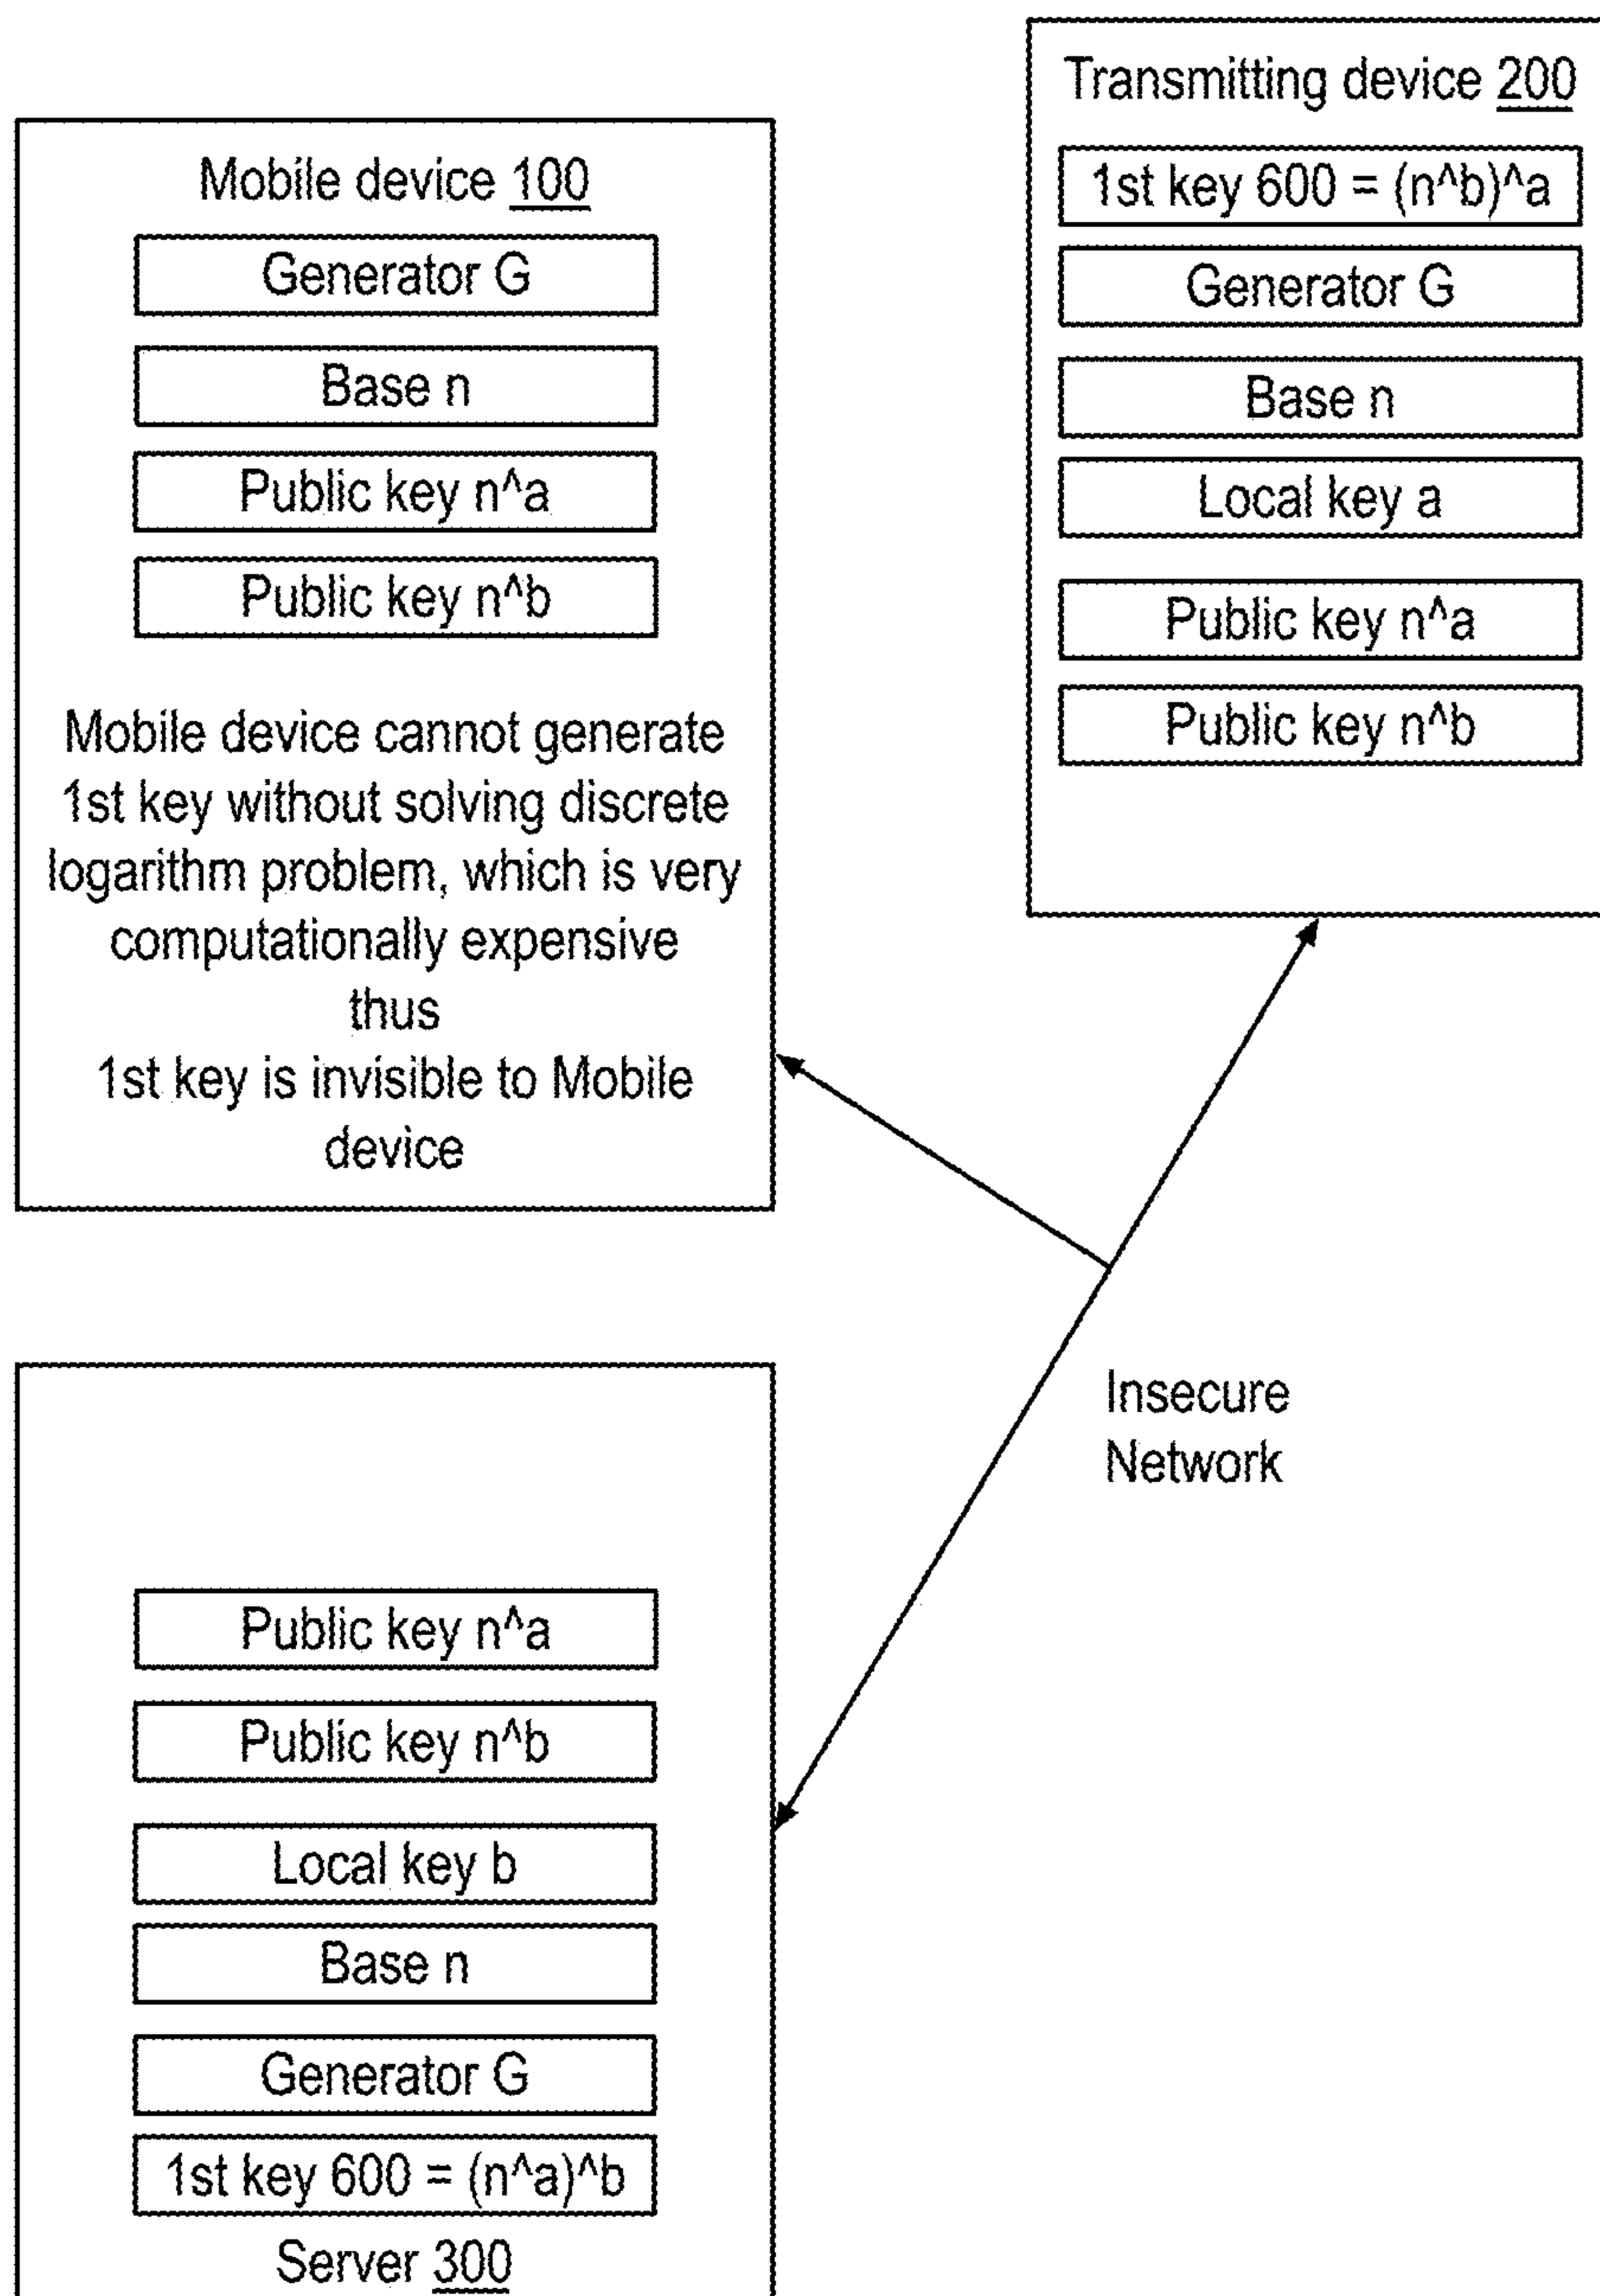 Mobile device 100
Generator G
Base n
Public key n^a
Public key n^b
Mobile device cannot generate
1st key without solving discrete
logarithm problem, which is very
computationally expensive
thus
1st key is invisible to Mobile
device
Transmitting device 200
1st key 600 = (n^b)^a
Generator G
Base n
Local key a
Public key n^a
Public key n^b
Insecure
Network
Public key n^a
Public key n^b
Local key b
Base n
Generator G
1st key 600 = (n^a)^b
Server 300